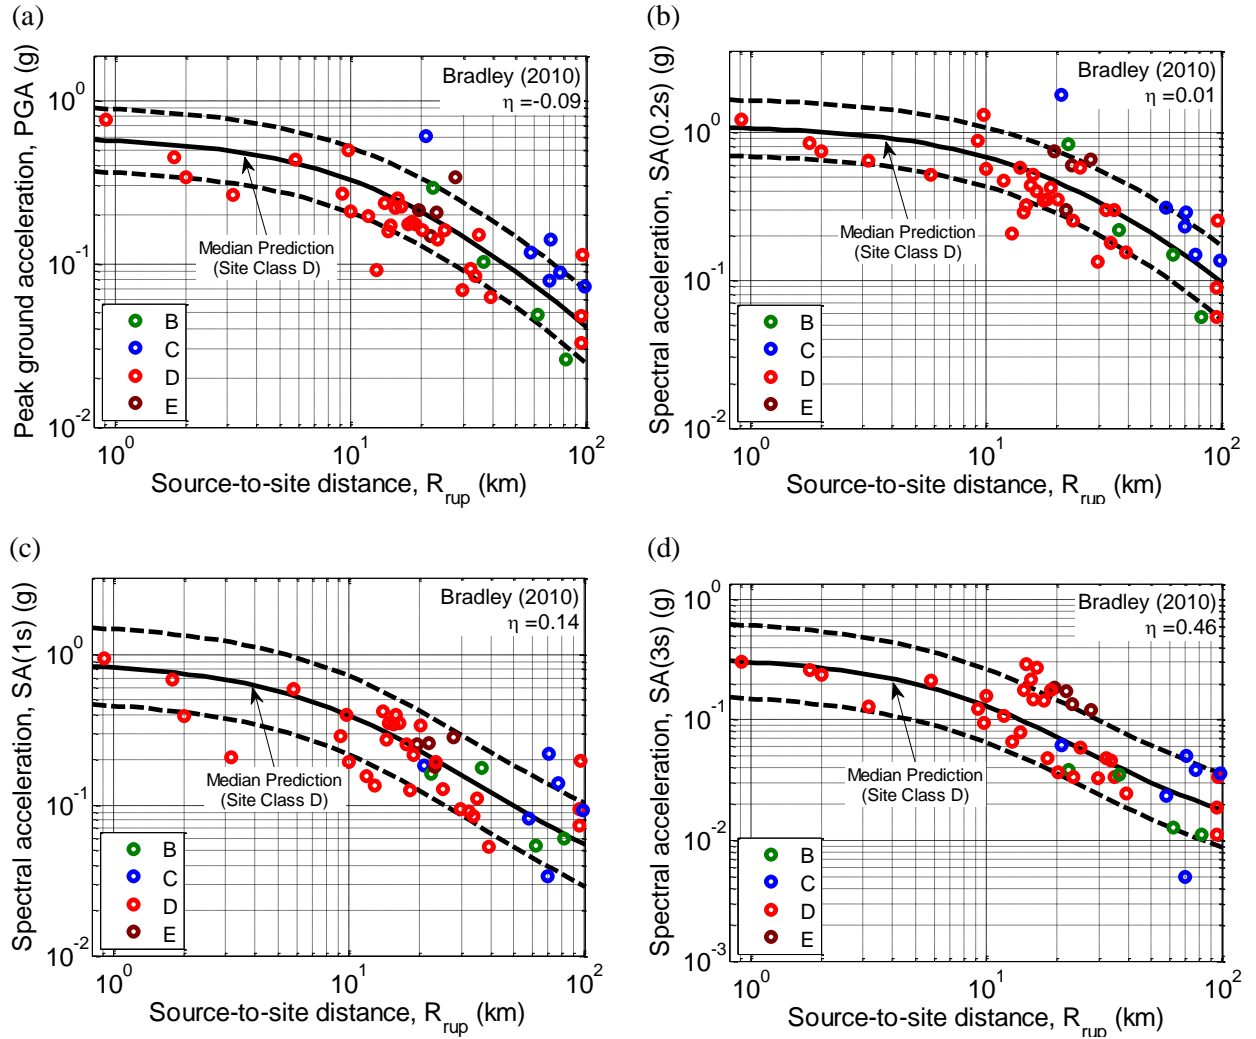 (a)
Peak ground acceleration, PGA (g)
10^0
10^-1
10^-2
Bradley (2010)
η =-0.09
Median Prediction
(Site Class D)
B
C
D
E
10^0
10^1
10^2
Source-to-site distance, R_rup (km)
(b)
Spectral acceleration, SA(0.2s) (g)
10^0
10^-1
10^-2
Bradley (2010)
η =0.01
Median Prediction
(Site Class D)
B
C
D
E
10^0
10^1
10^2
Source-to-site distance, R_rup (km)
(c)
Spectral acceleration, SA(1s) (g)
10^0
10^-1
10^-2
Bradley (2010)
η =0.14
Median Prediction
(Site Class D)
B
C
D
E
10^0
10^1
10^2
Source-to-site distance, R_rup (km)
(d)
Spectral acceleration, SA(3s) (g)
10^0
10^-1
10^-2
10^-3
Bradley (2010)
η =0.46
Median Prediction
(Site Class D)
B
C
D
E
10^0
10^1
10^2
Source-to-site distance, R_rup (km)